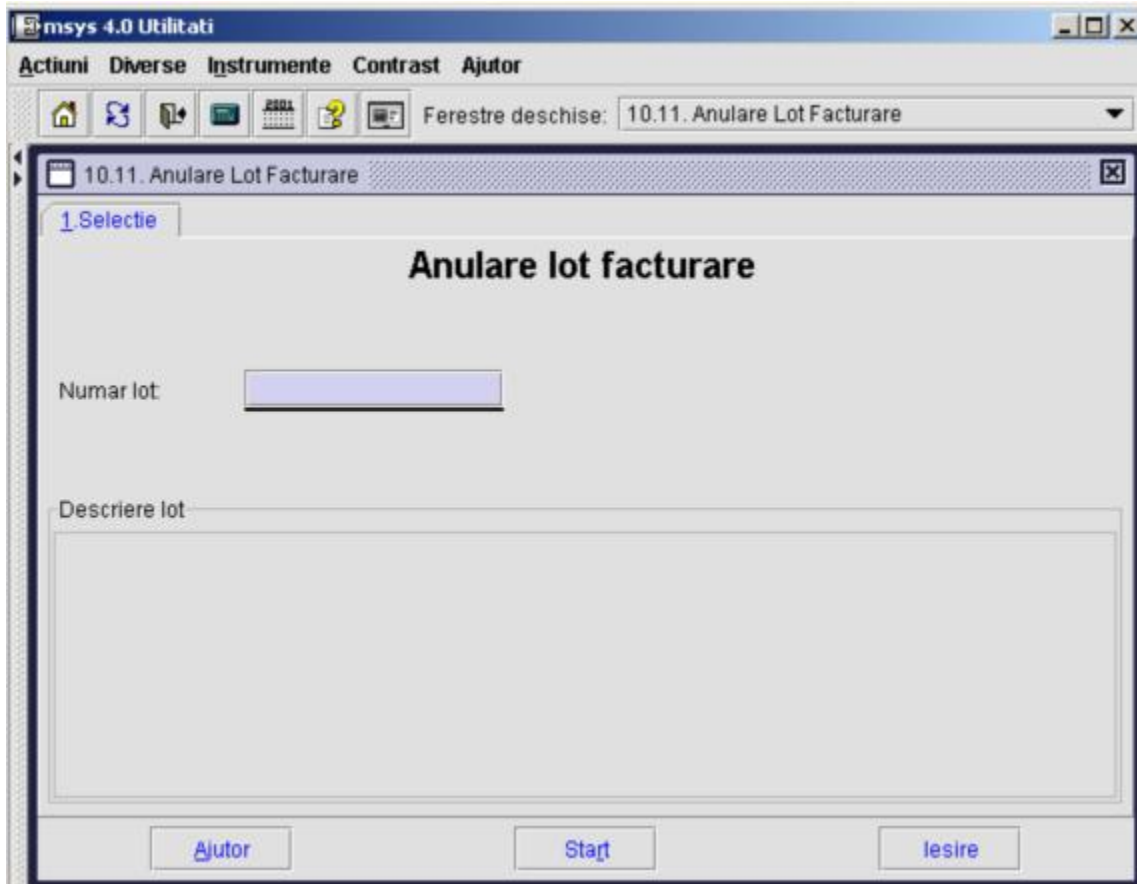 msys 4.0 Utilitati
Actiuni Diverse Instrumente Contrast Ajutor
2001
Ferestre deschise: 10.11. Anulare Lot Facturare
10.11. Anulare Lot Facturare
1.Selectie
Anulare lot facturare
Numar lot:
Descriere lot
Ajutor Start Iesire